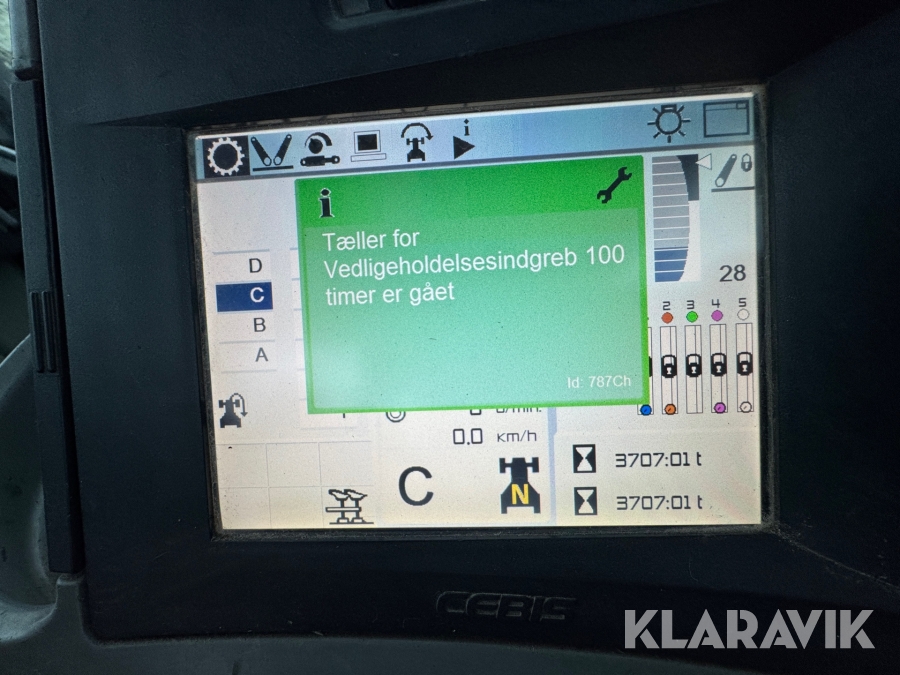 Tæller for
Vedligeholdelsesindgreb 100
timer er gået
Id: 787Ch
28
D
C
B
A
2 3 4 5
0.0 km/h
C
N
3707:01 t
3707:01 t
CEBIS
KLARAVIK